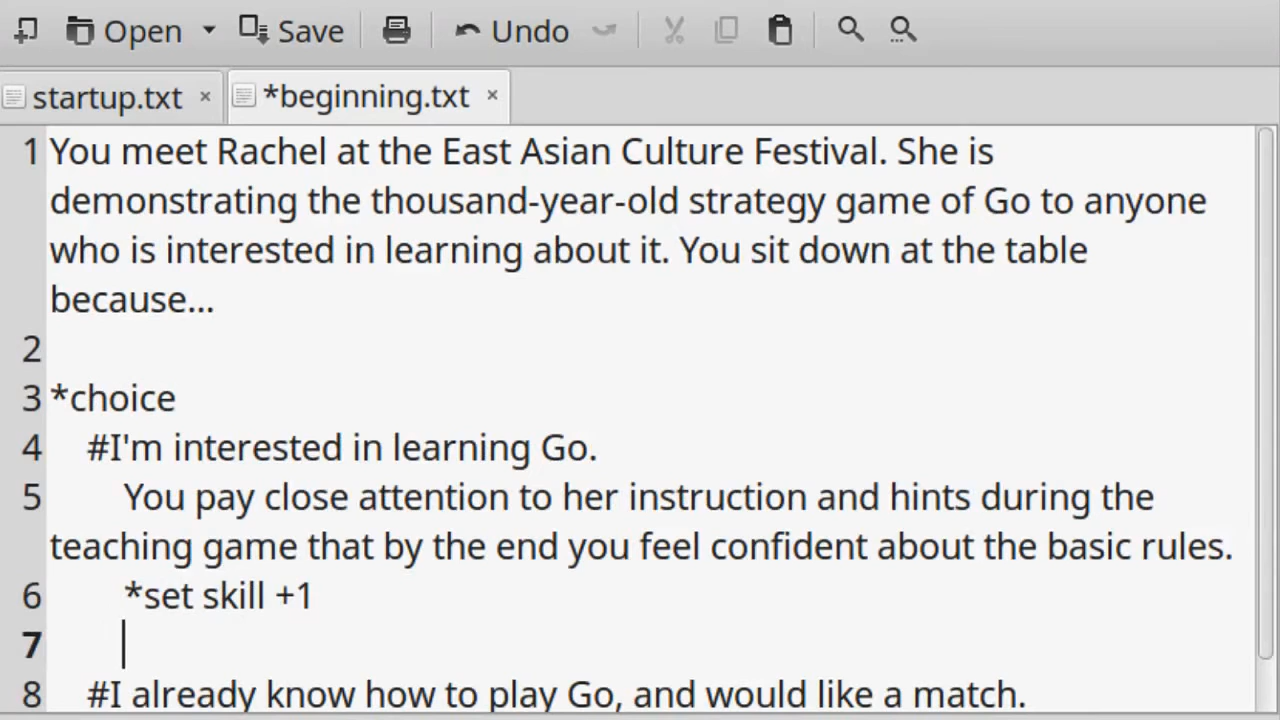 Open Save Undo
startup.txt × *beginning.txt ×
1 You meet Rachel at the East Asian Culture Festival. She is
demonstrating the thousand-year-old strategy game of Go to anyone
who is interested in learning about it. You sit down at the table
because...
2
3 *choice
4 #I'm interested in learning Go.
5 You pay close attention to her instruction and hints during the
teaching game that by the end you feel confident about the basic rules.
6 *set skill +1
7
8 #I already know how to play Go, and would like a match.